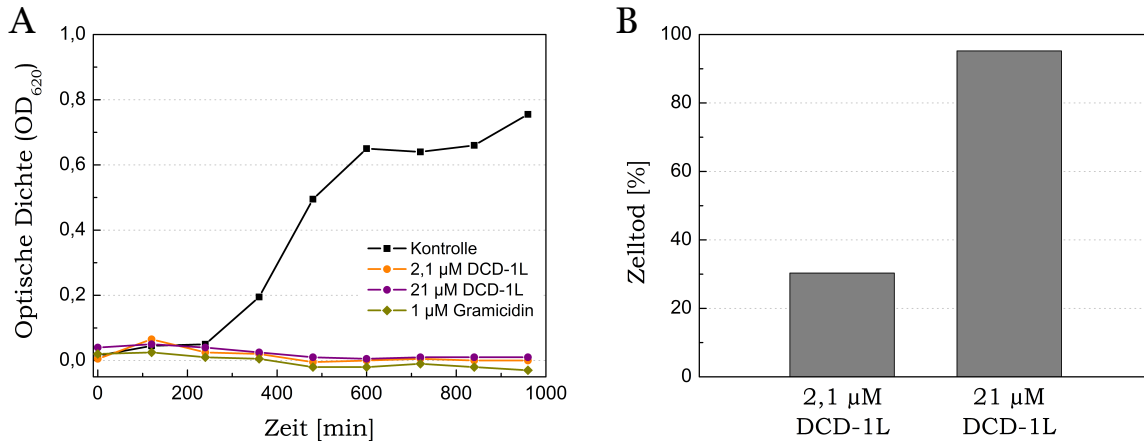 A
Optische Dichte (OD620)
1,0
0,8
0,6
0,4
0,2
0,0
0
200
400
600
800
1000
Zeit [min]
Kontrolle
2,1 µM DCD-1L
21 µM DCD-1L
1 µM Gramicidin
B
Zelltod [%]
100
80
60
40
20
0
2,1 µM
DCD-1L
21 µM
DCD-1L